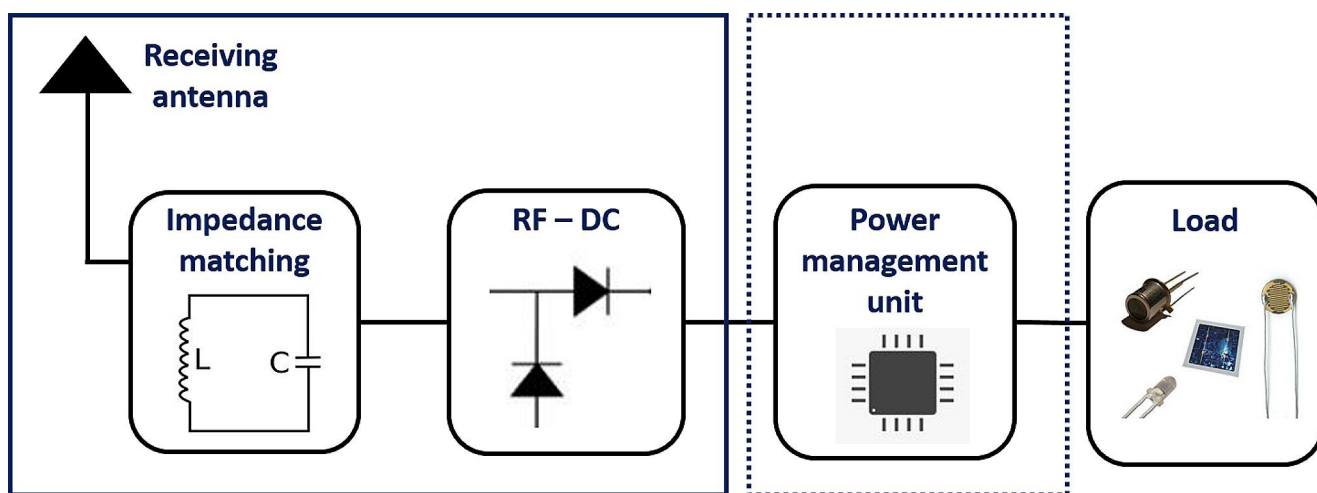 Receiving
antenna
Impedance
matching
L
C
RF – DC
Power
management
unit
Load